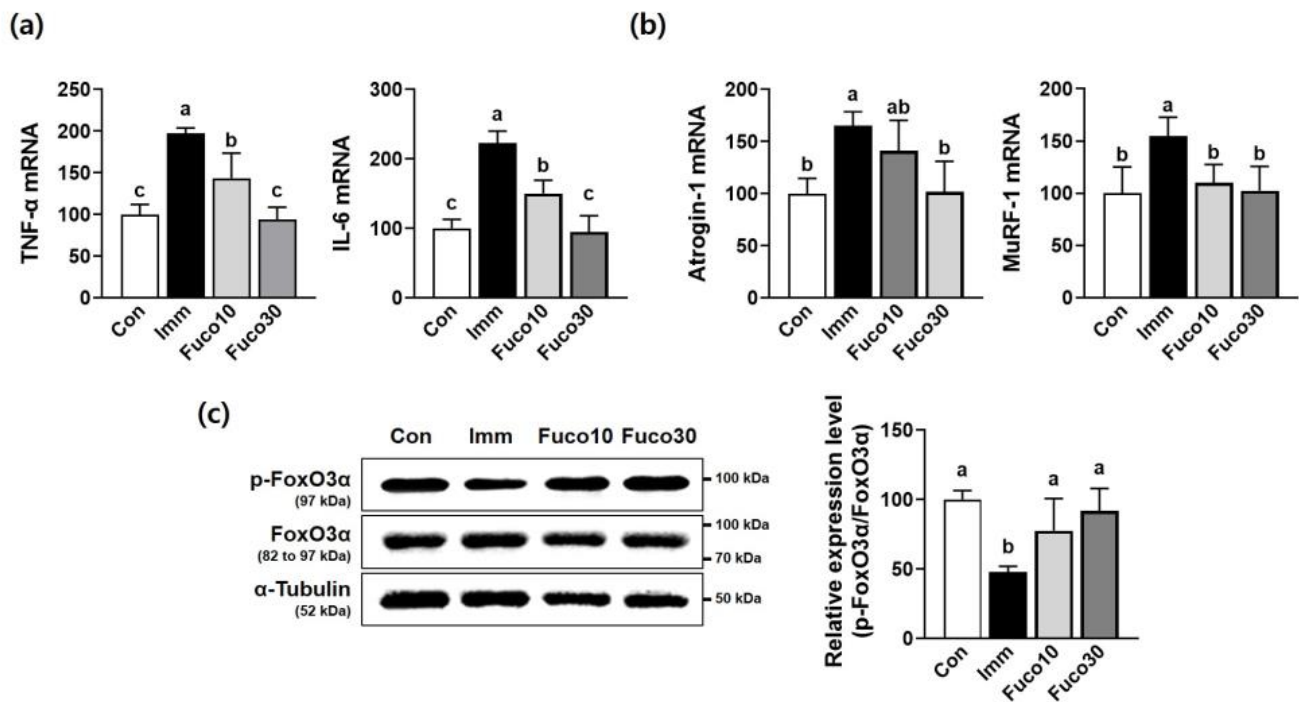 (a)
TNF-α mRNA
250
200
150
100
50
0
c
a
b
c
Con
Imm
Fuco10
Fuco30
IL-6 mRNA
300
200
100
0
c
a
b
c
Con
Imm
Fuco10
Fuco30
(b)
Atrogin-1 mRNA
200
150
100
50
0
b
a
ab
b
Con
Imm
Fuco10
Fuco30
MuRF-1 mRNA
200
150
100
50
0
b
a
b
b
Con
Imm
Fuco10
Fuco30
(c)
Con Imm Fuco10 Fuco30
p-FoxO3α
(97 kDa)
100 kDa
FoxO3α
(82 to 97 kDa)
100 kDa
70 kDa
α-Tubulin
(52 kDa)
50 kDa
Relative expression level
(p-FoxO3α/FoxO3α)
150
100
50
0
a
b
a
a
Con
Imm
Fuco10
Fuco30